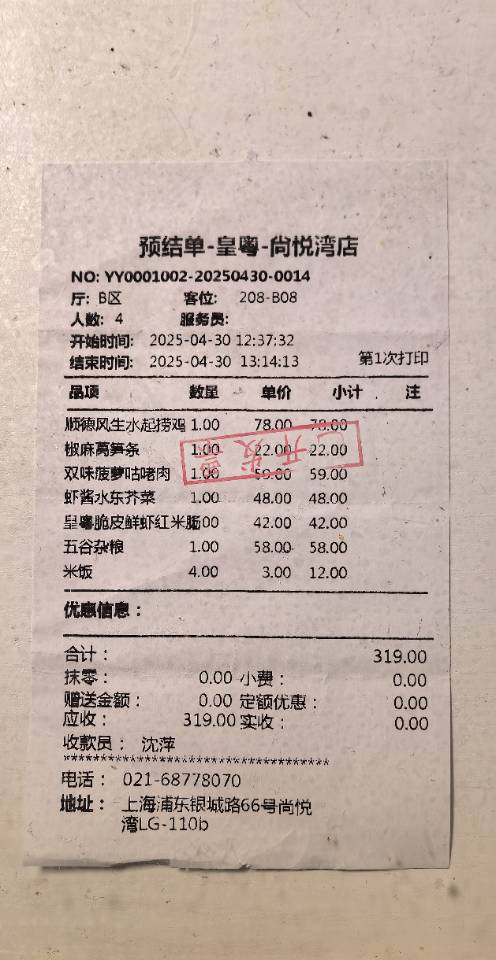 预结单-皇粤-尚悦湾店
NO: YY0001002-20250430-0014
厅: B区 客位: 208-B08
人数: 4 服务员:
开始时间: 2025-04-30 12:37:32
结束时间: 2025-04-30 13:14:13 第1次打印
品项 数量 单价 小计 注
顺德风生水起捞鸡 1.00 78.00 78.00
椒麻莴笋条 1.00 22.00 22.00
双味菠萝咕咾肉 1.00 59.00 59.00
虾酱水东芥菜 1.00 48.00 48.00
皇粤脆皮鲜虾红米肠 1.00 42.00 42.00
五谷杂粮 1.00 58.00 58.00
米饭 4.00 3.00 12.00
已开发票
优惠信息:
合计: 319.00
抹零: 0.00 小费: 0.00
赠送金额: 0.00 定额优惠: 0.00
应收: 319.00 实收: 0.00
收款员: 沈萍
**********************************
电话: 021-68778070
地址: 上海浦东银城路66号尚悦
湾LG-110b